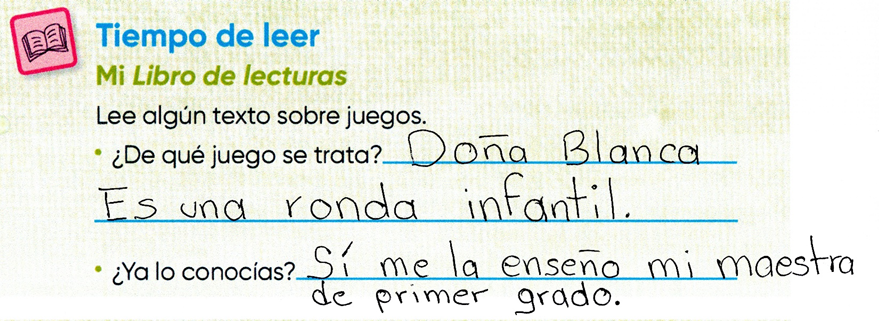 Tiempo de leer
Mi Libro de lecturas
Lee algún texto sobre juegos.
• ¿De qué juego se trata? Doña Blanca
Es una ronda infantil.
• ¿Ya lo conocías? Sí me la enseño mi maestra
de primer grado.